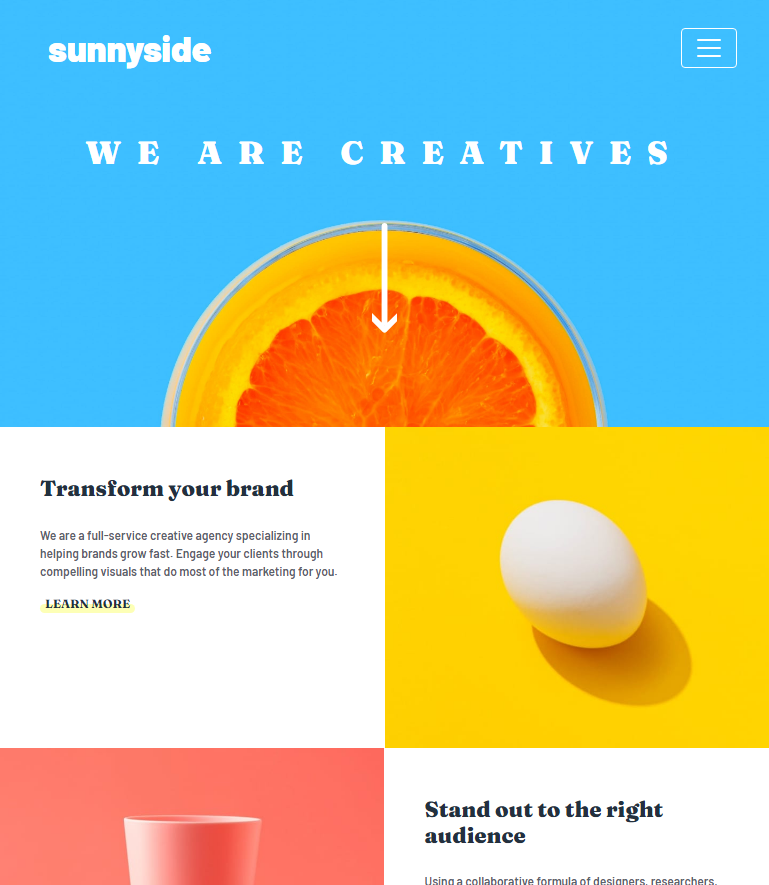 sunnyside
WE ARE CREATIVES
Transform your brand
We are a full-service creative agency specializing in
helping brands grow fast. Engage your clients through
compelling visuals that do most of the marketing for you.
LEARN MORE
Stand out to the right
audience
Using a collaborative formula of designers, researchers,